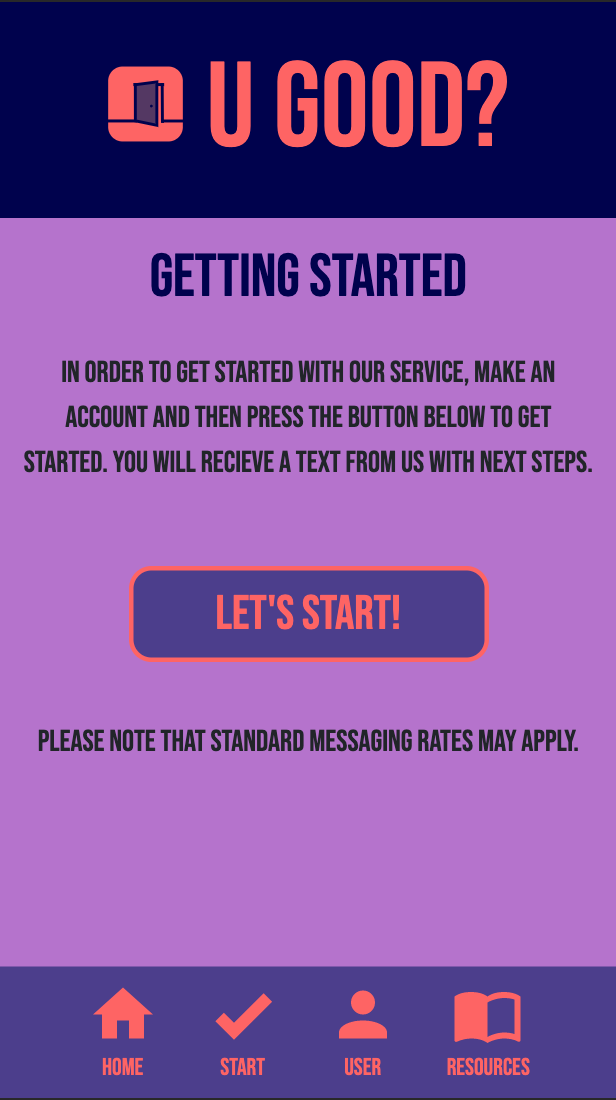 U GOOD?
GETTING STARTED
IN ORDER TO GET STARTED WITH OUR SERVICE, MAKE AN
ACCOUNT AND THEN PRESS THE BUTTON BELOW TO GET
STARTED. YOU WILL RECIEVE A TEXT FROM US WITH NEXT STEPS.
LET'S START!
PLEASE NOTE THAT STANDARD MESSAGING RATES MAY APPLY.
HOME START USER RESOURCES